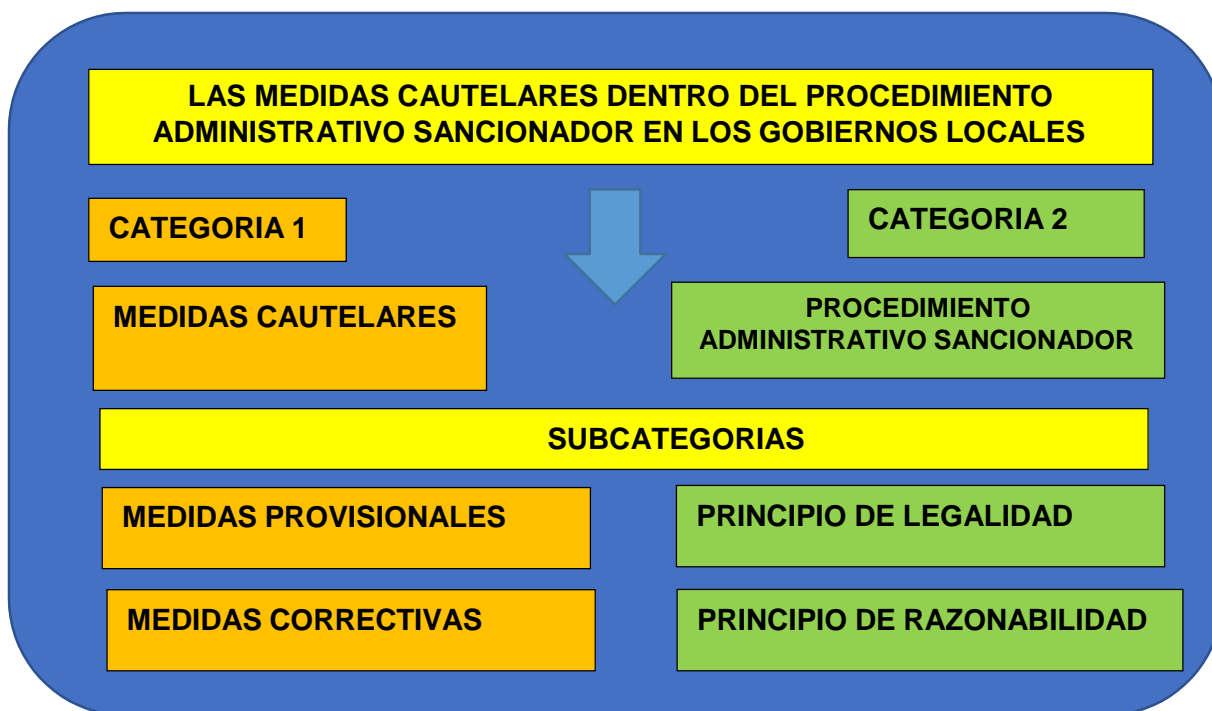 LAS MEDIDAS CAUTELARES DENTRO DEL PROCEDIMIENTO
ADMINISTRATIVO SANCIONADOR EN LOS GOBIERNOS LOCALES
CATEGORIA 1
CATEGORIA 2
MEDIDAS CAUTELARES
PROCEDIMIENTO
ADMINISTRATIVO SANCIONADOR
SUBCATEGORIAS
MEDIDAS PROVISIONALES
PRINCIPIO DE LEGALIDAD
MEDIDAS CORRECTIVAS
PRINCIPIO DE RAZONABILIDAD